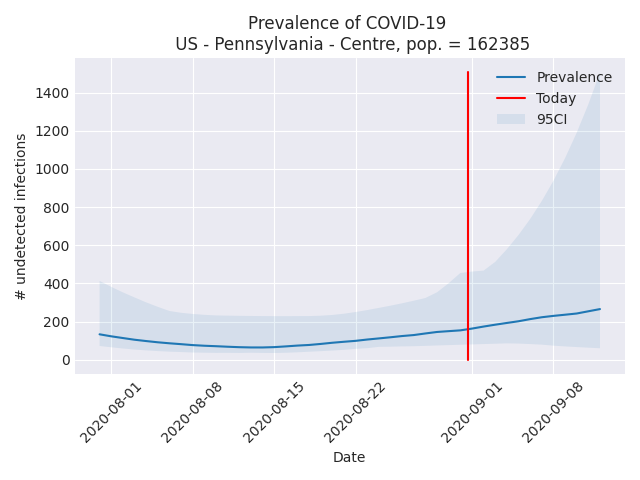 Prevalence of COVID-19
US - Pennsylvania - Centre, pop. = 162385
Prevalence
Today
95CI
# undetected infections
1400
1200
1000
800
600
400
200
0
2020-08-01
2020-08-08
2020-08-15
2020-08-22
2020-09-01
2020-09-08
Date